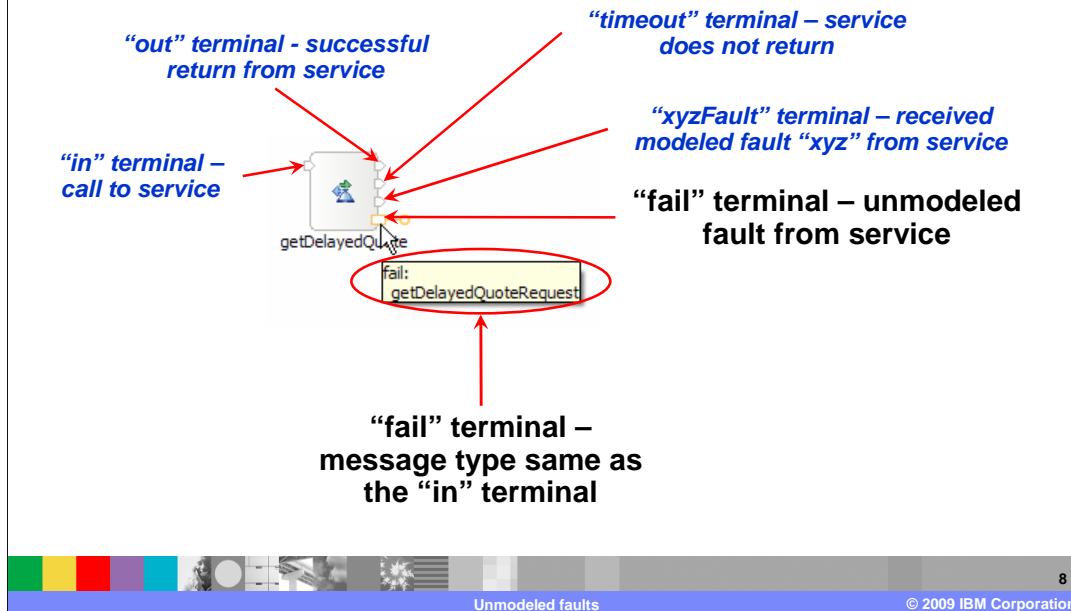 “timeout” terminal – service
does not return
“out” terminal - successful
return from service
“xyzFault” terminal – received
modeled fault “xyz” from service
“in” terminal –
call to service
“fail” terminal – unmodeled
fault from service
getDelayedQuote
fail:
getDelayedQuoteRequest
“fail” terminal –
message type same as
the “in” terminal
8
Unmodeled faults
© 2009 IBM Corporation